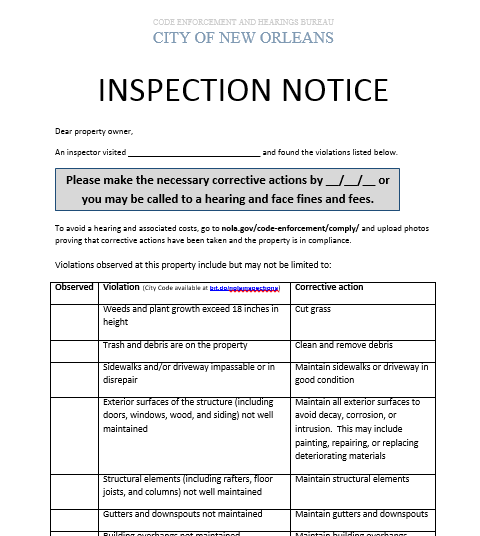 CODE ENFORCEMENT AND HEARINGS BUREAU
CITY OF NEW ORLEANS
INSPECTION NOTICE
Dear property owner,
An inspector visited ______________________________ and found the violations listed below.
Please make the necessary corrective actions by __/__/__ or
you may be called to a hearing and face fines and fees.
To avoid a hearing and associated costs, go to nola.gov/code-enforcement/comply/ and upload photos
proving that corrective actions have been taken and the property is in compliance.
Violations observed at this property include but may not be limited to:
Observed Violation (City Code available at ) Corrective action
Weeds and plant growth exceed 18 inches in
height
Cut grass
Trash and debris are on the property
Clean and remove debris
Sidewalks and/or driveway impassable or in
disrepair
Maintain sidewalks or driveway in
good condition
Exterior surfaces of the structure (including
doors, windows, wood, and siding) not well
maintained
Maintain all exterior surfaces to
avoid decay, corrosion, or
intrusion. This may include
painting, repairing, or replacing
deteriorating materials
Structural elements (including rafters, floor
joists, and columns) not well maintained
Maintain structural elements
Gutters and downspouts not maintained
Maintain gutters and downspouts
Building overhangs not maintained
Maintain building overhangs